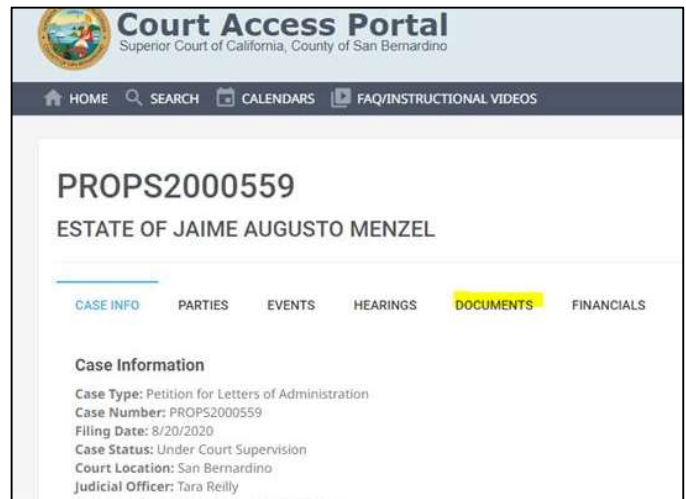 Court Access Portal
Superior Court of California, County of San Bernardino
HOME SEARCH CALENDARS FAQ/INSTRUCTIONAL VIDEOS
PROPS2000559
ESTATE OF JAIME AUGUSTO MENZEL
CASE INFO PARTIES EVENTS HEARINGS DOCUMENTS FINANCIALS
Case Information
Case Type: Petition for Letters of Administration
Case Number: PROPS2000559
Filing Date: 8/20/2020
Case Status: Under Court Supervision
Court Location: San Bernardino
Judicial Officer: Tara Reilly